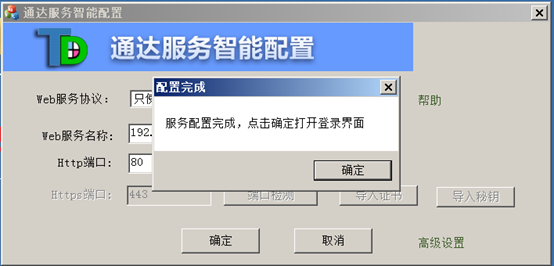 通达服务智能配置
TD 通达服务智能配置
配置完成
服务配置完成，点击确定打开登录界面
确定
Web服务协议： 只
帮助
Web服务名称： 192.
Http端口： 80
Https端口： 443 端口检测 导入证书 导入秘钥
确定 取消 高级设置